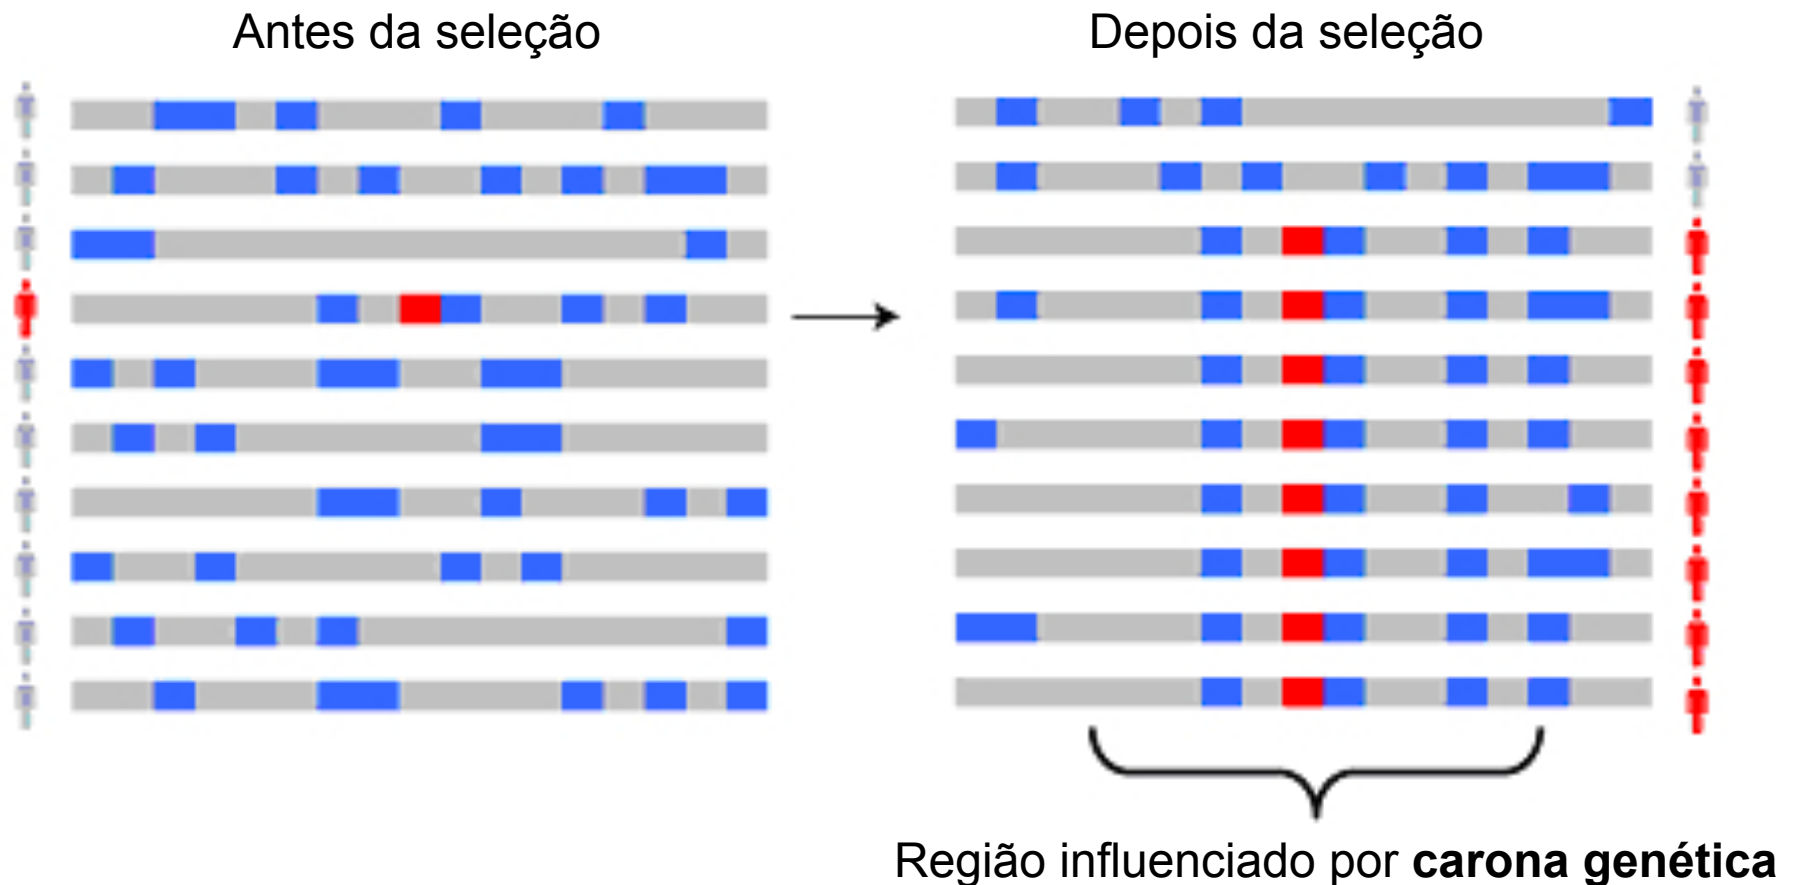 Antes da seleção
Depois da seleção
Região influenciado por carona genética